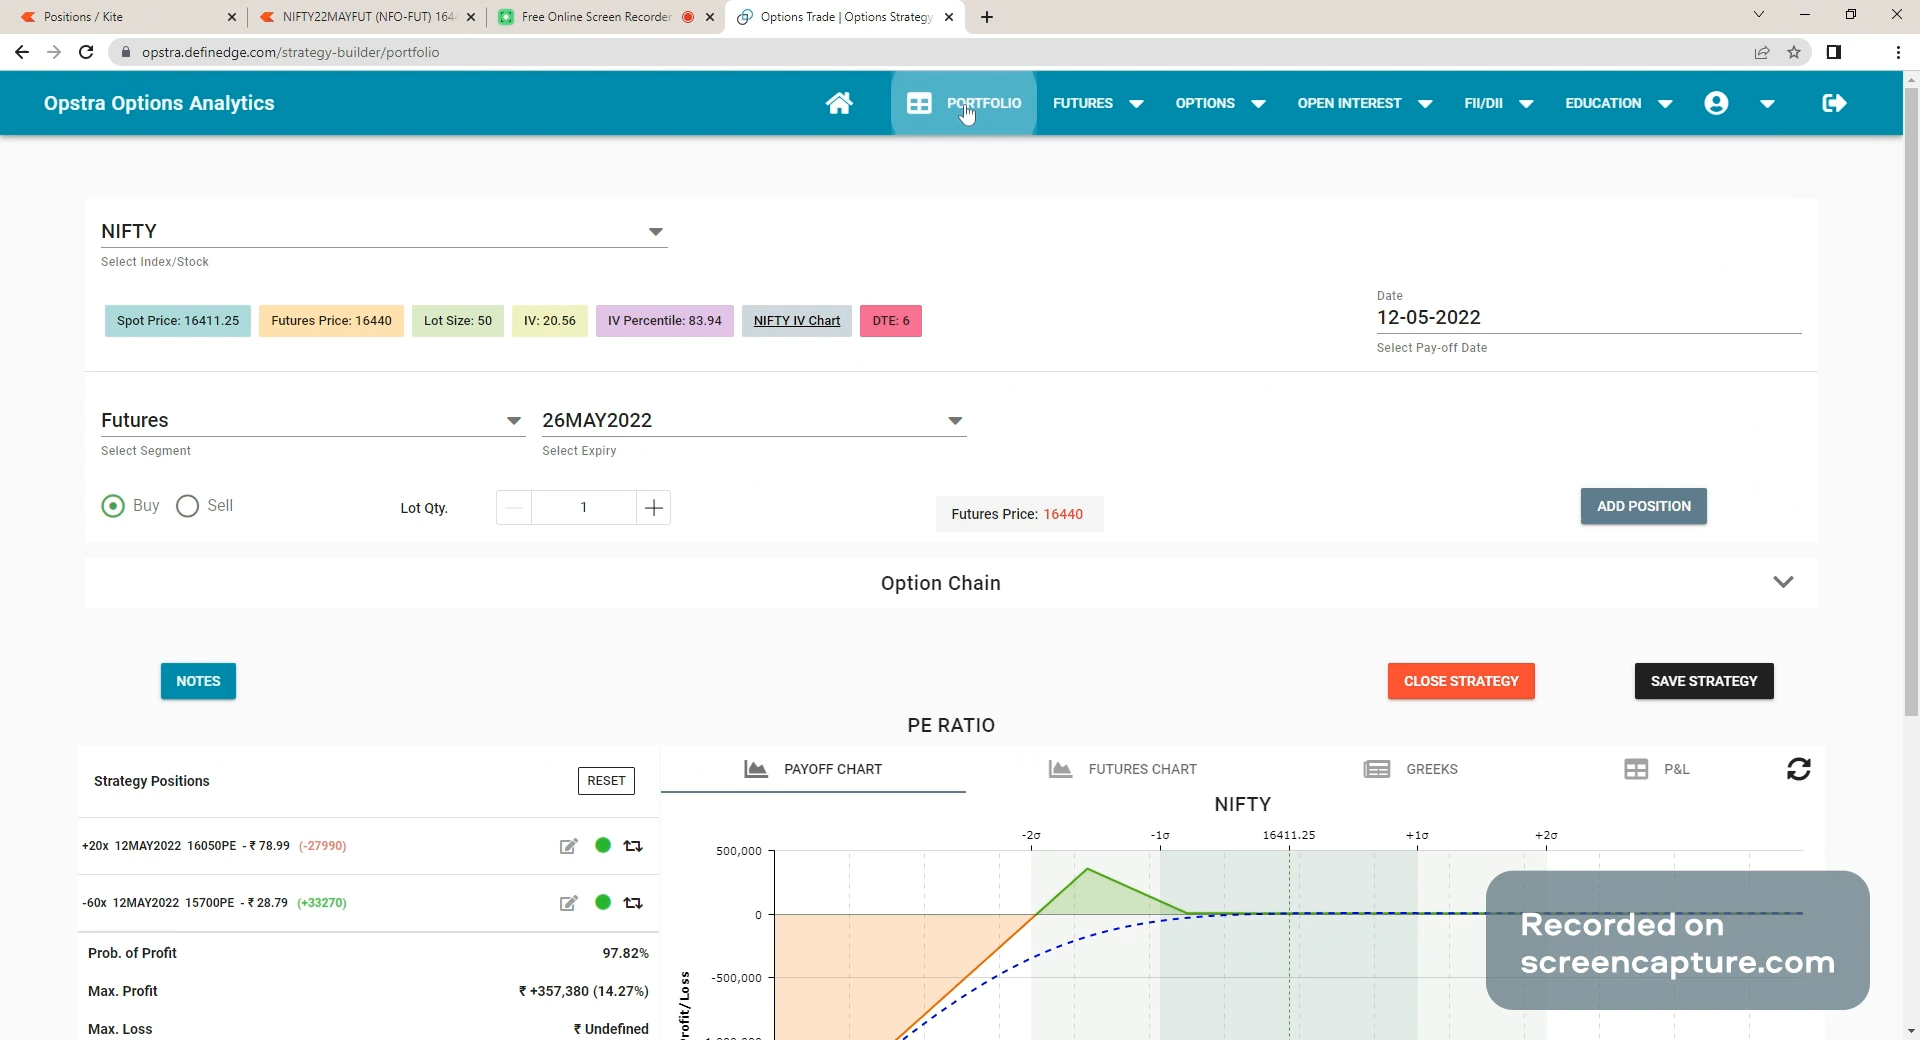 Positions / Kite
NIFTY22MAYFUT (NFO-FUT) 164
Free Online Screen Recorder
Options Trade | Options Strategy
opstra.definedge.com/strategy-builder/portfolio
Opstra Options Analytics
PORTFOLIO
FUTURES
OPTIONS
OPEN INTEREST
FII/DII
EDUCATION
NIFTY
Select Index/Stock
Spot Price: 16411.25
Futures Price: 16440
Lot Size: 50
IV: 20.56
IV Percentile: 83.94
NIFTY IV Chart
DTE: 6
Date
12-05-2022
Select Pay-off Date
Futures
Select Segment
26MAY2022
Select Expiry
Buy
Sell
Lot Qty.
1
Futures Price: 16440
ADD POSITION
Option Chain
NOTES
CLOSE STRATEGY
SAVE STRATEGY
PE RATIO
Strategy Positions
RESET
PAYOFF CHART
FUTURES CHART
GREEKS
P&L
NIFTY
+20x 12MAY2022 16050PE - ₹ 78.99 (-27990)
-60x 12MAY2022 15700PE - ₹ 28.79 (+33270)
Prob. of Profit 97.82%
Max. Profit ₹ +357,380 (14.27%)
Max. Loss ₹ Undefined
-2σ -1σ 16411.25 +1σ +2σ
500,000
0
-500,000
Recorded on
screencapture.com